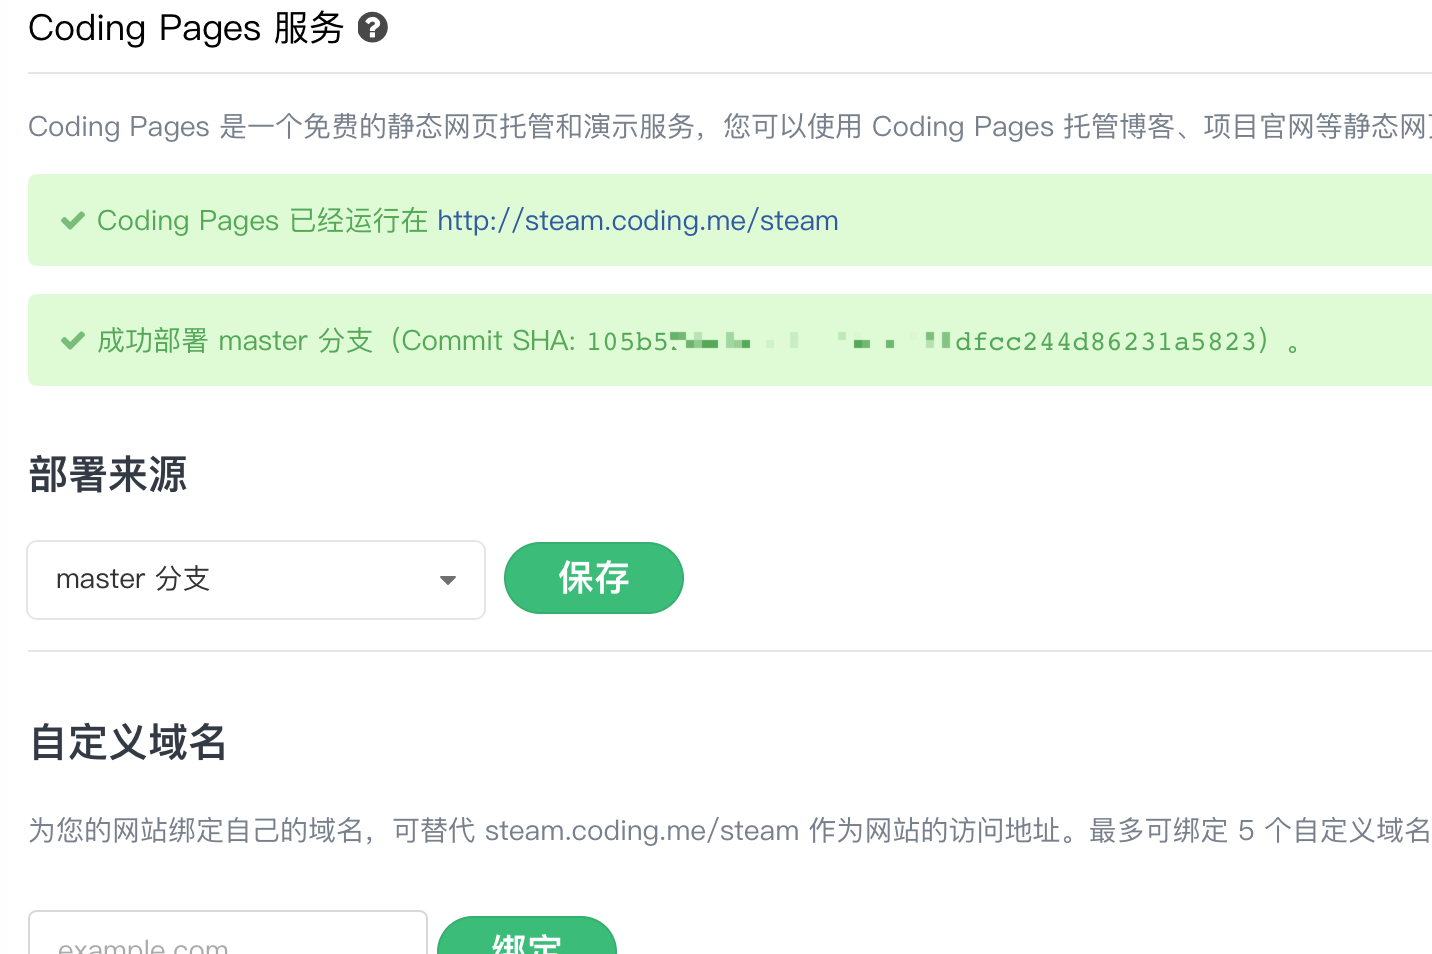 Coding Pages 服务
Coding Pages 是一个免费的静态网页托管和演示服务，您可以使用 Coding Pages 托管博客、项目官网等静态网
✔ Coding Pages 已经运行在 http://steam.coding.me/steam
✔ 成功部署 master 分支（Commit SHA: 105b5 dfcc244d86231a5823）。
部署来源
master 分支
保存
自定义域名
为您的网站绑定自己的域名，可替代 steam.coding.me/steam 作为网站的访问地址。最多可绑定 5 个自定义域名
example.com
绑定